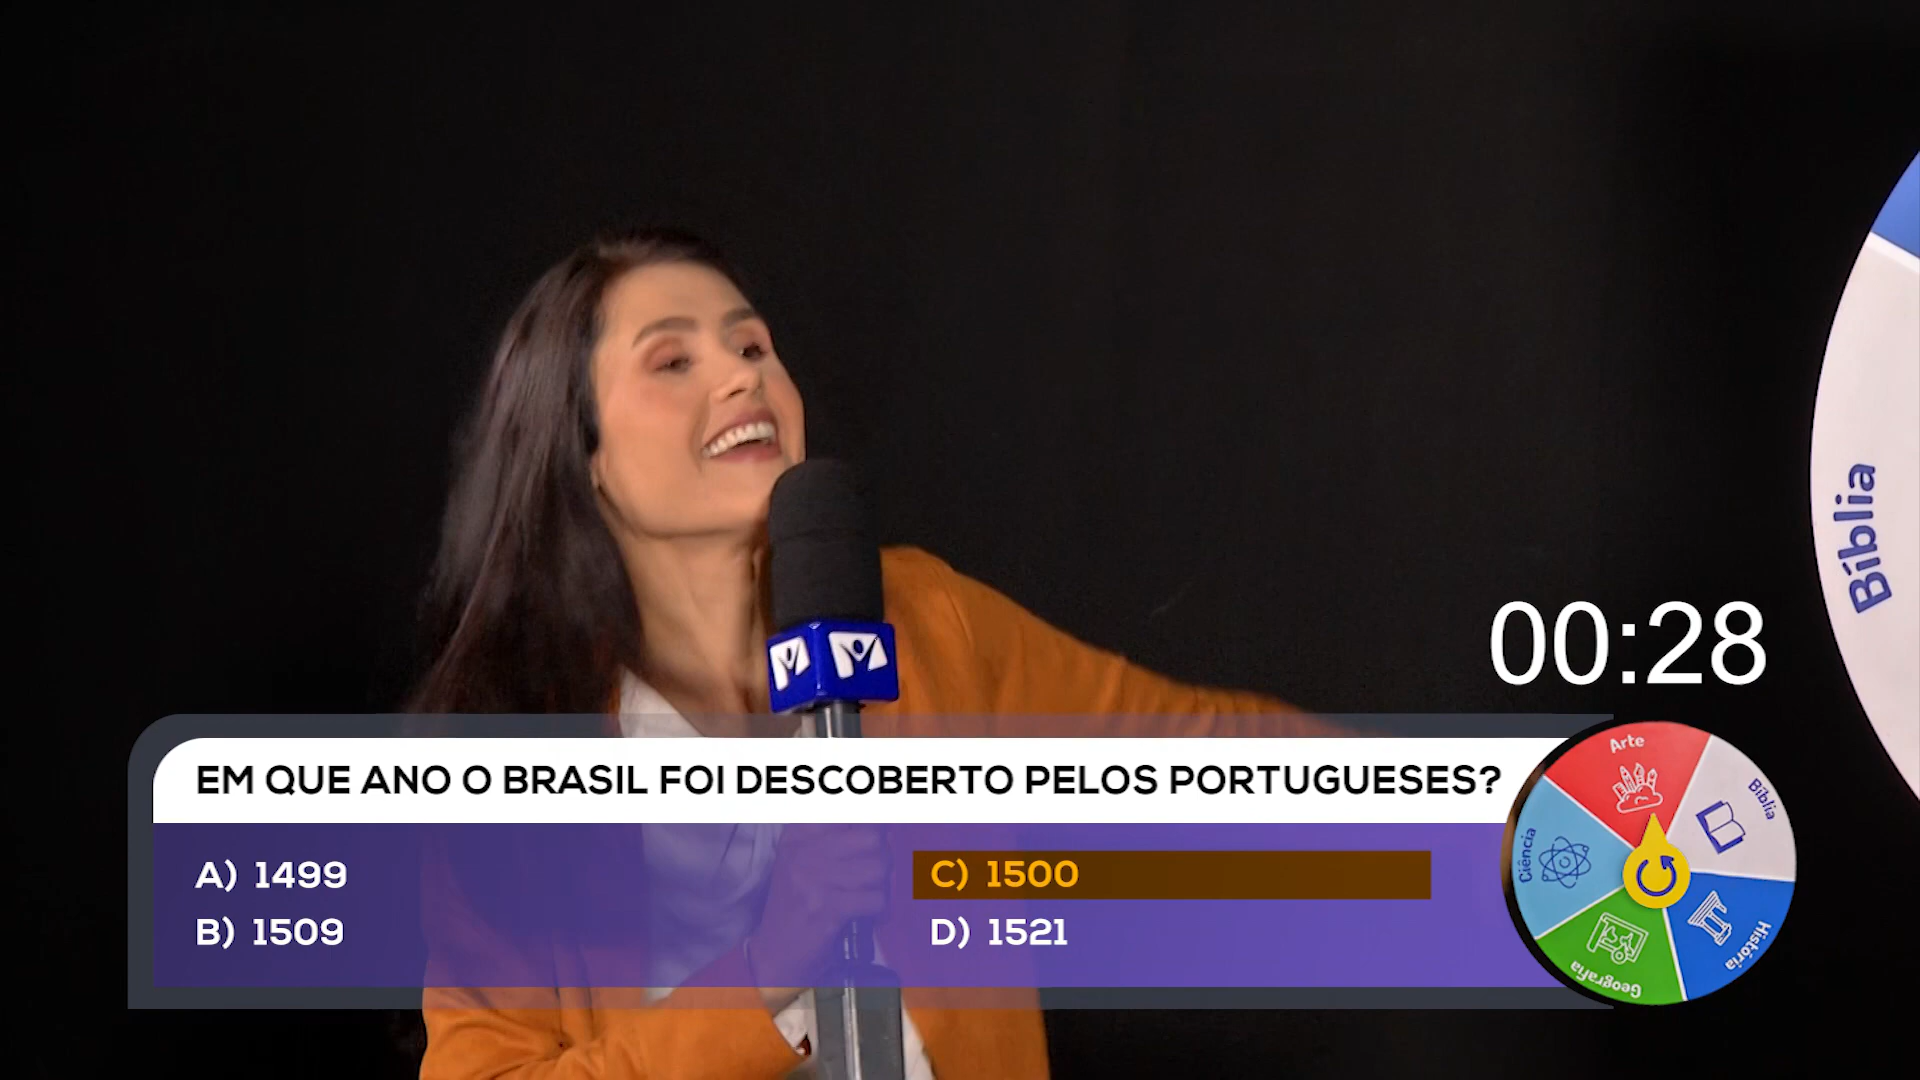 Bíblia
00:28
EM QUE ANO O BRASIL FOI DESCOBERTO PELOS PORTUGUESES?
A) 1499
C) 1500
B) 1509
D) 1521
Arte
Bíblia
Ciência
História
Geografia